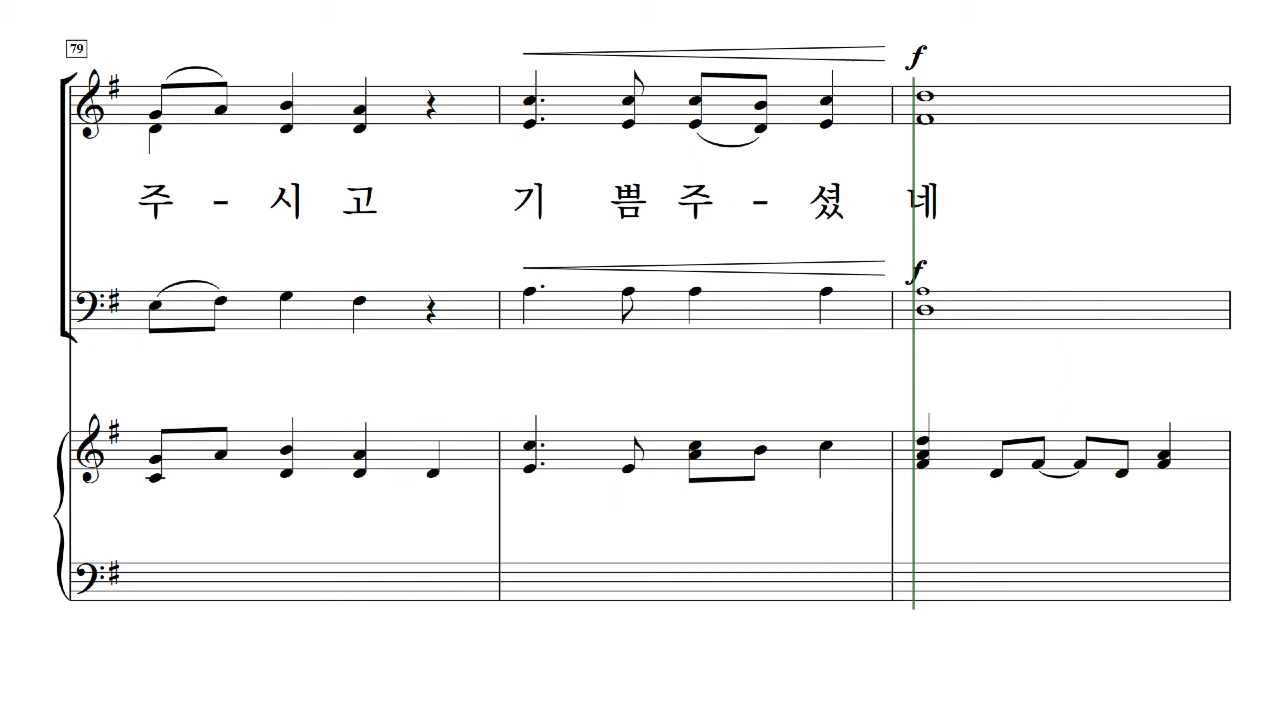 79
f
주 - 시 고 기 쁨 주 - 셨 네
f